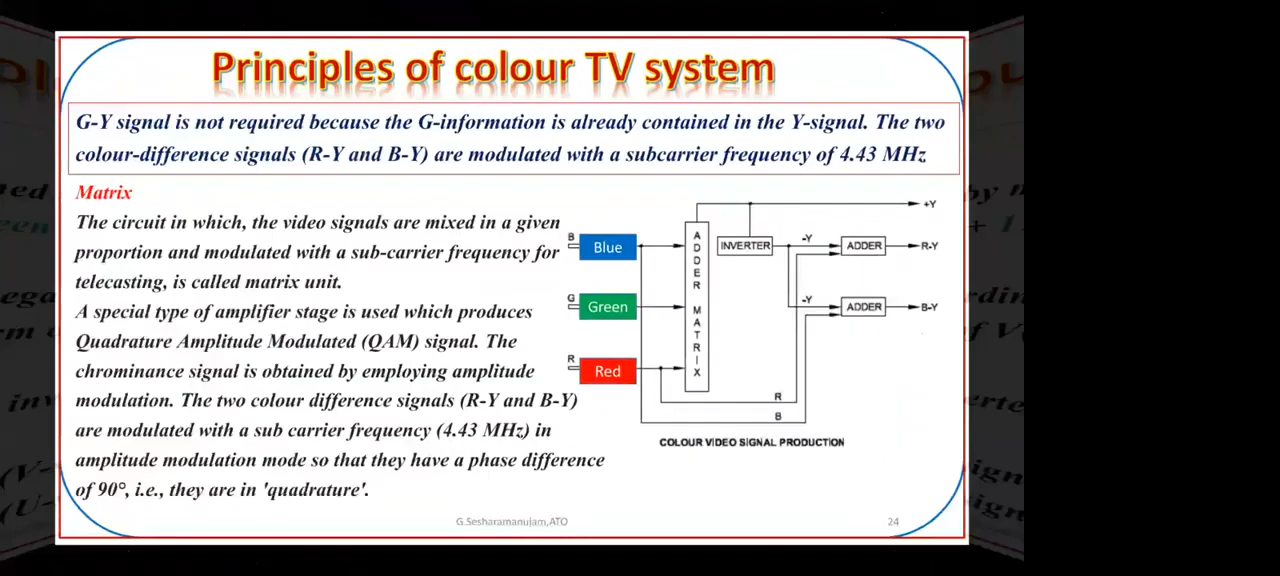 Principles of colour TV system
G-Y signal is not required because the G-information is already contained in the Y-signal. The two
colour-difference signals (R-Y and B-Y) are modulated with a subcarrier frequency of 4.43 MHz
Matrix
The circuit in which, the video signals are mixed in a given
proportion and modulated with a sub-carrier frequency for
telecasting, is called matrix unit.
A special type of amplifier stage is used which produces
Quadrature Amplitude Modulated (QAM) signal. The
chrominance signal is obtained by employing amplitude
modulation. The two colour difference signals (R-Y and B-Y)
are modulated with a sub carrier frequency (4.43 MHz) in
amplitude modulation mode so that they have a phase difference
of 90°, i.e., they are in 'quadrature'.
B
Blue
G
Green
R
Red
ADDER MATRIX
INVERTER
+Y
-Y
ADDER
R-Y
-Y
ADDER
B-Y
R
B
COLOUR VIDEO SIGNAL PRODUCTION
G.Sesharamanujam,ATO
24